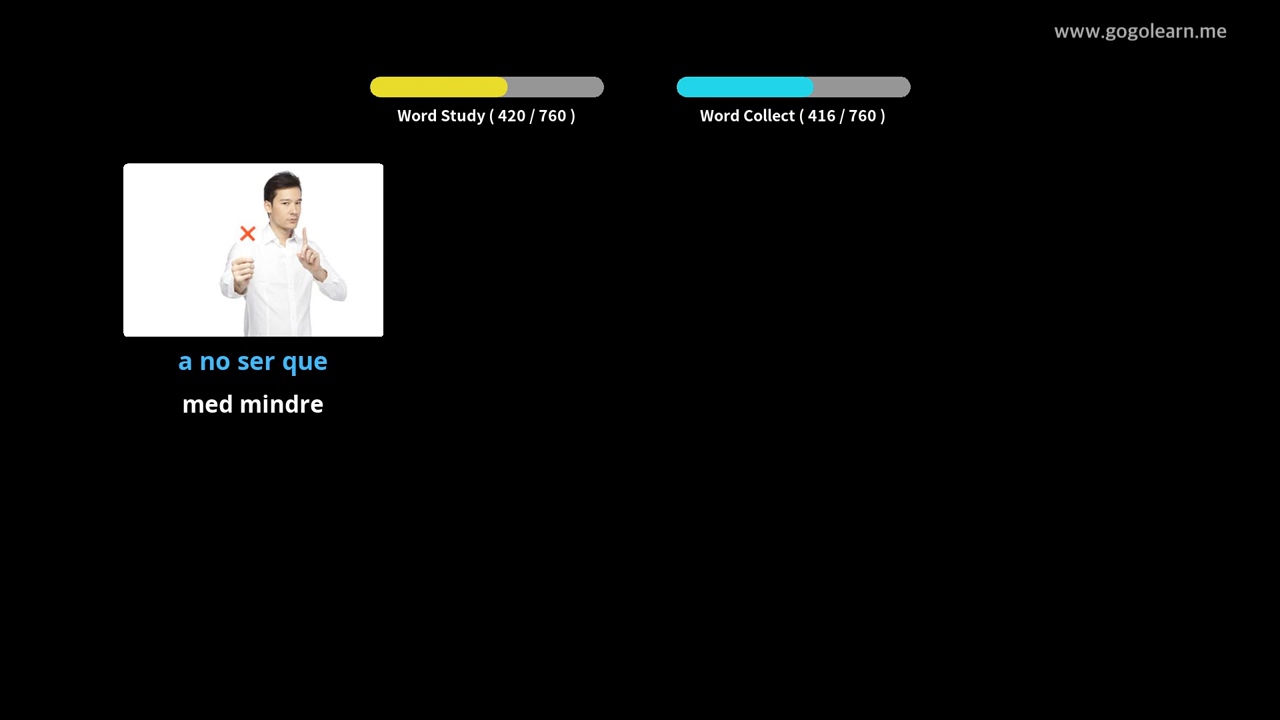 www.gogolearn.me
Word Study ( 420 / 760 )
Word Collect ( 416 / 760 )
a no ser que
med mindre